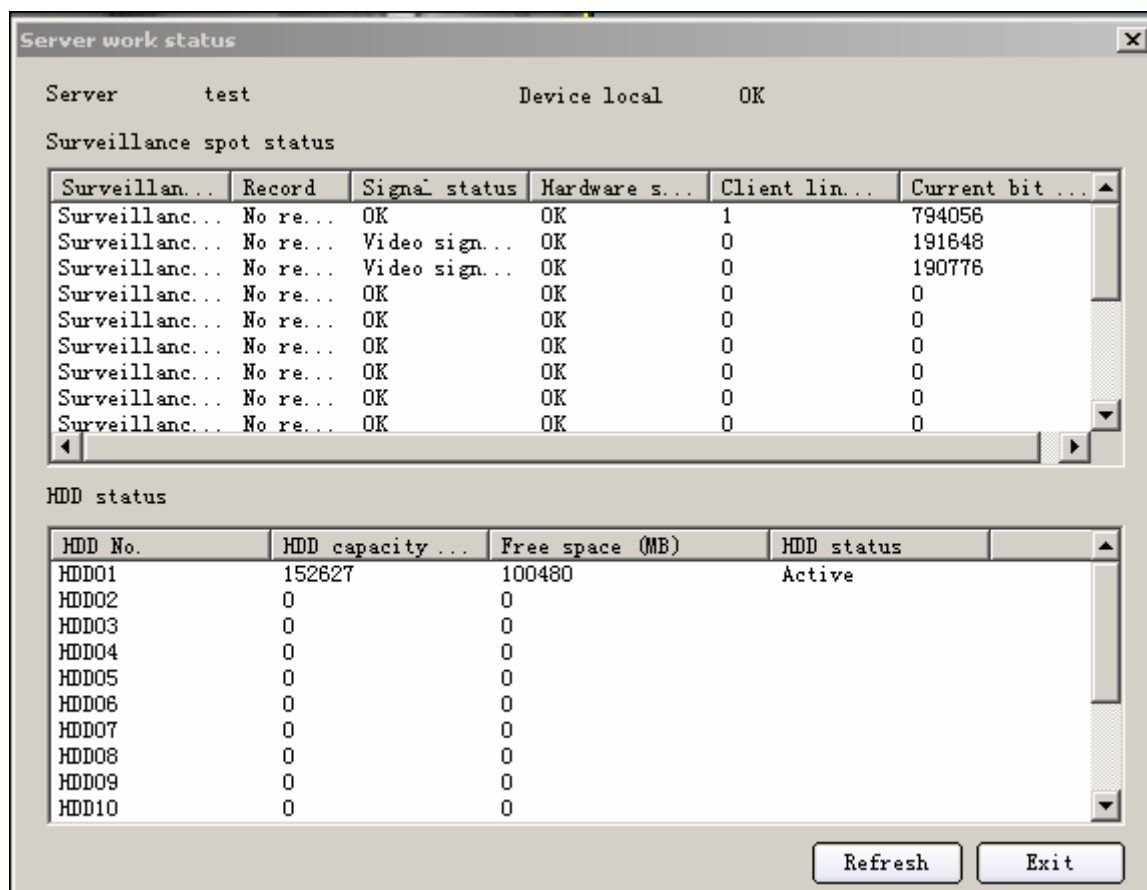 Server work status
Server test Device local OK
Surveillance spot status
Surveillan... Record Signal status Hardware s... Client lin... Current bit ...
Surveillanc... No re... OK OK 1 794056
Surveillanc... No re... Video sign... OK 0 191648
Surveillanc... No re... Video sign... OK 0 190776
Surveillanc... No re... OK OK 0 0
Surveillanc... No re... OK OK 0 0
Surveillanc... No re... OK OK 0 0
Surveillanc... No re... OK OK 0 0
Surveillanc... No re... OK OK 0 0
Surveillanc... No re... OK OK 0 0
HDD status
HDD No. HDD capacity ... Free space (MB) HDD status
HDD01 152627 100480 Active
HDD02 0 0
HDD03 0 0
HDD04 0 0
HDD05 0 0
HDD06 0 0
HDD07 0 0
HDD08 0 0
HDD09 0 0
HDD10 0 0
Refresh Exit